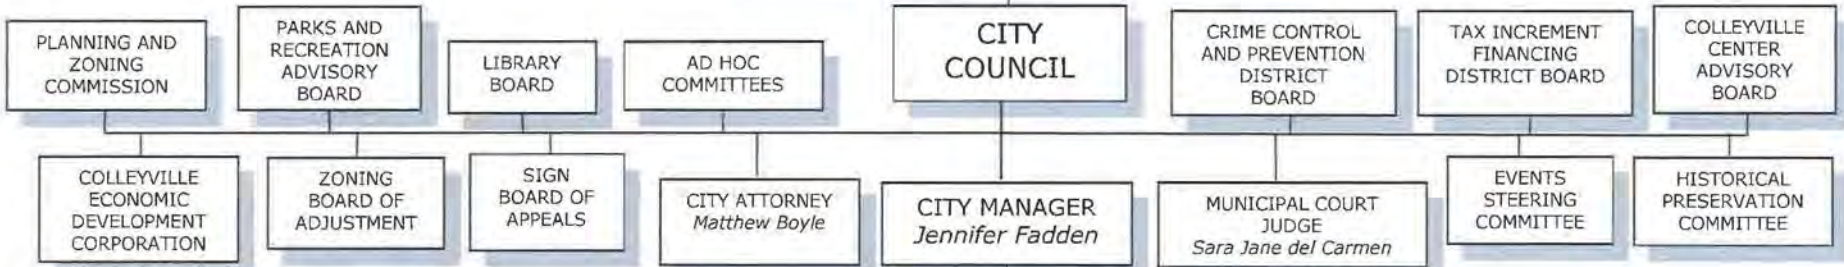 PLANNING AND
ZONING
COMMISSION
PARKS AND
RECREATION
ADVISORY
BOARD
LIBRARY
BOARD
AD HOC
COMMITTEES
CITY
COUNCIL
CRIME CONTROL
AND PREVENTION
DISTRICT
BOARD
TAX INCREMENT
FINANCING
DISTRICT BOARD
COLLEYVILLE
CENTER
ADVISORY
BOARD
COLLEYVILLE
ECONOMIC
DEVELOPMENT
CORPORATION
ZONING
BOARD OF
ADJUSTMENT
SIGN
BOARD OF
APPEALS
CITY ATTORNEY
Matthew Boyle
CITY MANAGER
Jennifer Fadden
MUNICIPAL COURT
JUDGE
Sara Jane del Carmen
EVENTS
STEERING
COMMITTEE
HISTORICAL
PRESERVATION
COMMITTEE